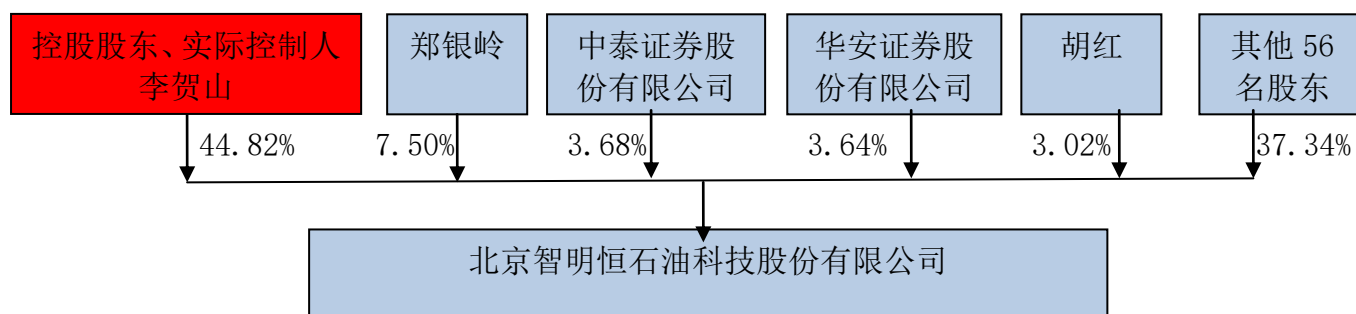 控股股东、实际控制人
李贺山
郑银岭
中泰证券股
份有限公司
华安证券股
份有限公司
胡红
其他 56
名股东
44.82%
7.50%
3.68%
3.64%
3.02%
37.34%
北京智明恒石油科技股份有限公司